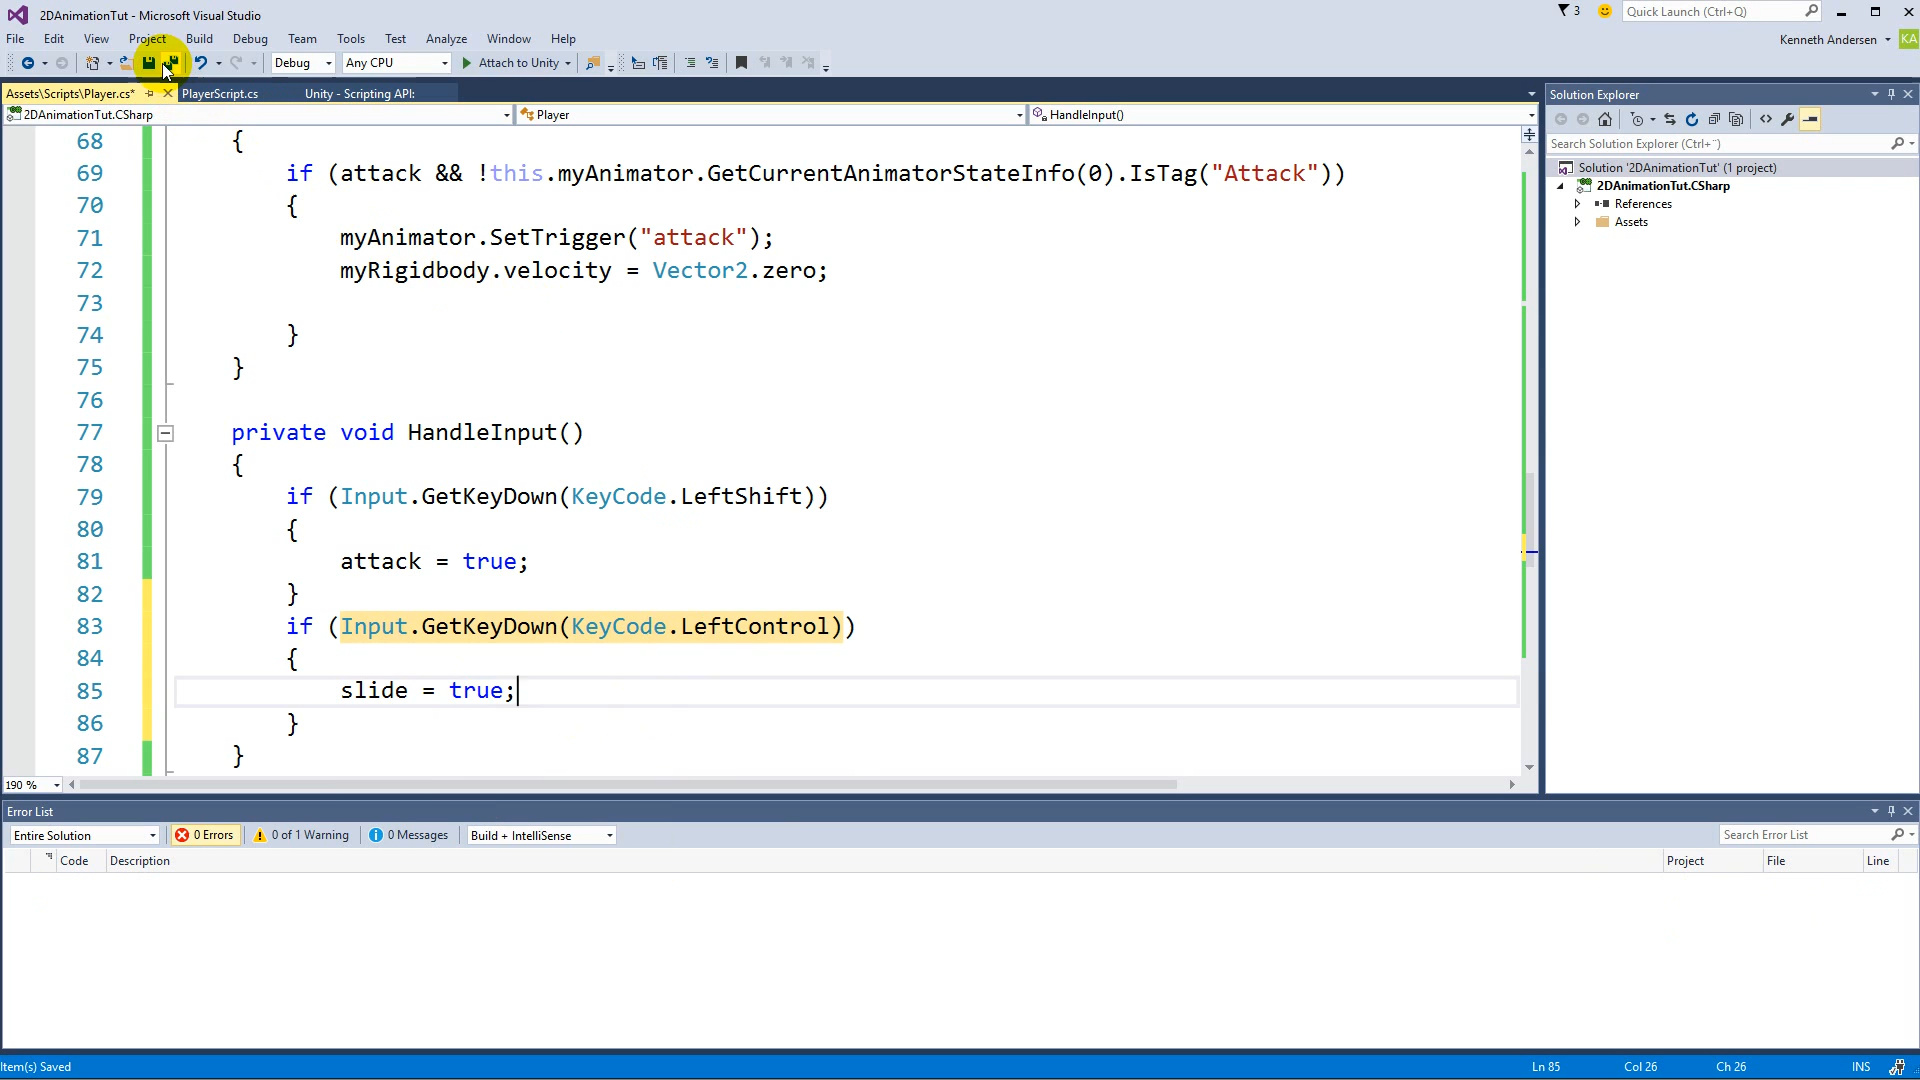 2DAnimationTut - Microsoft Visual Studio
3
Quick Launch (Ctrl+Q)
File Edit View Project Build Debug Team Tools Test Analyze Window Help
Kenneth Andersen
KA
Debug
Any CPU
Attach to Unity
Assets\Scripts\Player.cs*
PlayerScript.cs
Unity - Scripting API:
Solution Explorer
2DAnimationTut.CSharp
Player
HandleInput()
Search Solution Explorer (Ctrl+¨)
Solution '2DAnimationTut' (1 project)
2DAnimationTut.CSharp
References
Assets
68 {
69 if (attack && !this.myAnimator.GetCurrentAnimatorStateInfo(0).IsTag("Attack"))
70 {
71 myAnimator.SetTrigger("attack");
72 myRigidbody.velocity = Vector2.zero;
73
74 }
75 }
76
77 private void HandleInput()
78 {
79 if (Input.GetKeyDown(KeyCode.LeftShift))
80 {
81 attack = true;
82 }
83 if (Input.GetKeyDown(KeyCode.LeftControl))
84 {
85 slide = true;
86 }
87 }
190 %
Error List
Entire Solution
0 Errors
0 of 1 Warning
0 Messages
Build + IntelliSense
Search Error List
Code Description Project File Line
Item(s) Saved
Ln 85 Col 26 Ch 26 INS